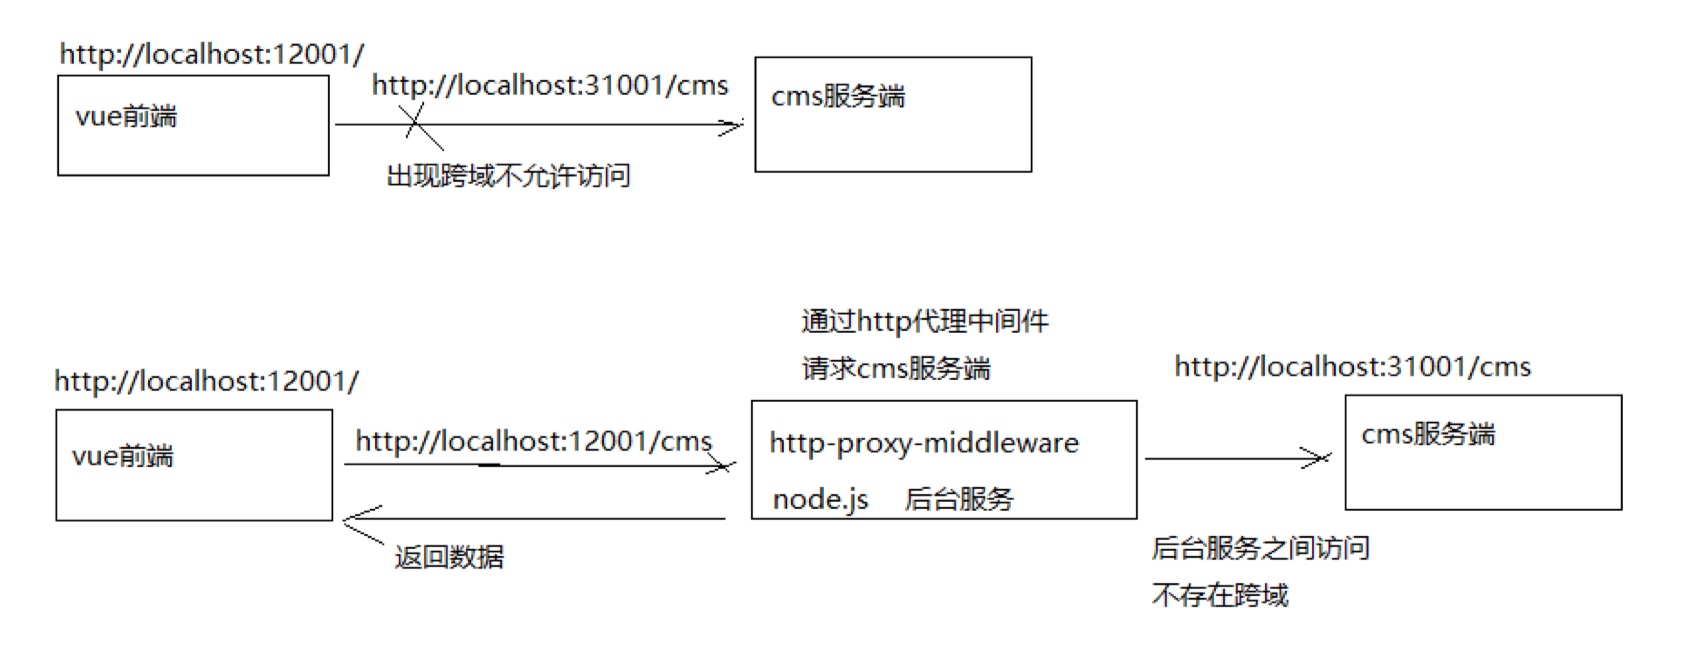 http://localhost:12001/
vue前端
http://localhost:31001/cms
cms服务端
出现跨域不允许访问
通过http代理中间件
请求cms服务端
http://localhost:31001/cms
http://localhost:12001/
vue前端
http://localhost:12001/cms
http-proxy-middleware
node.js 后台服务
cms服务端
返回数据
后台服务之间访问
不存在跨域